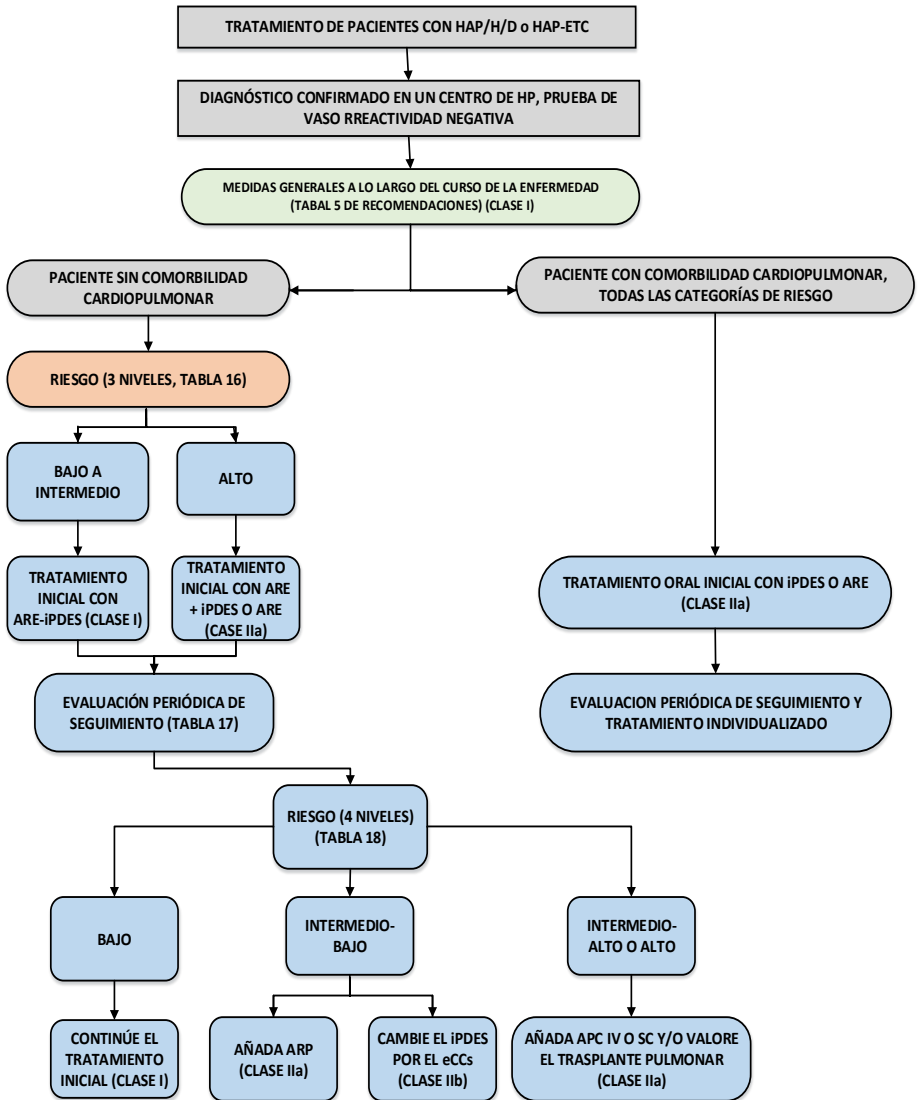 TRATAMIENTO DE PACIENTES CON HAP/H/D o HAP-ETC
DIAGNÓSTICO CONFIRMADO EN UN CENTRO DE HP, PRUEBA DE
VASO RREACTIVIDAD NEGATIVA
MEDIDAS GENERALES A LO LARGO DEL CURSO DE LA ENFERMEDAD
(TABAL 5 DE RECOMENDACIONES) (CLASE I)
PACIENTE SIN COMORBILIDAD
CARDIOPULMONAR
PACIENTE CON COMORBILIDAD CARDIOPULMONAR,
TODAS LAS CATEGORÍAS DE RIESGO
RIESGO (3 NIVELES, TABLA 16)
BAJO A
INTERMEDIO
ALTO
TRATAMIENTO
INICIAL CON
ARE-iPDES (CLASE I)
TRATAMIENTO
INICIAL CON ARE
+ iPDES O ARE
(CASE IIa)
TRATAMIENTO ORAL INICIAL CON iPDES O ARE
(CLASE IIa)
EVALUACIÓN PERIÓDICA DE
SEGUIMIENTO (TABLA 17)
EVALUACION PERIÓDICA DE SEGUIMIENTO Y
TRATAMIENTO INDIVIDUALIZADO
RIESGO (4 NIVELES)
(TABLA 18)
BAJO
INTERMEDIO-
BAJO
INTERMEDIO-
ALTO O ALTO
CONTINÚE EL
TRATAMIENTO
INICIAL (CLASE I)
AÑADA ARP
(CLASE IIa)
CAMBIE EL iPDES
POR EL eCCs
(CLASE IIb)
AÑADA APC IV O SC Y/O VALORE
EL TRASPLANTE PULMONAR
(CLASE IIa)